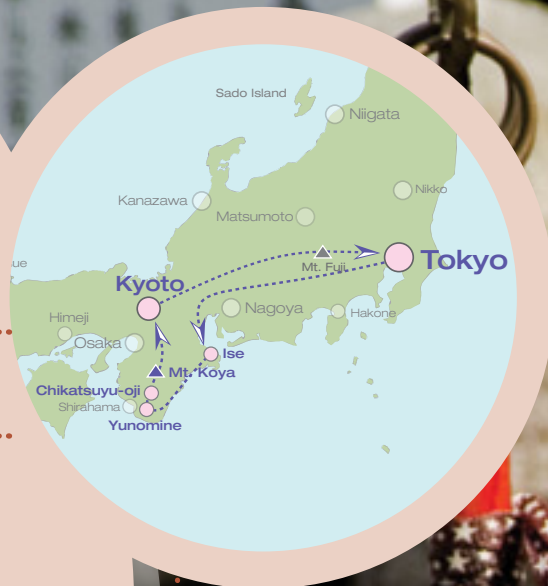 Sado Island
Niigata
Nikko
Kanazawa
Matsumoto
Mt. Fuji
Tokyo
ue
Kyoto
Himeji
Nagoya
Hakone
Osaka
Ise
Mt. Koya
Chikatsuyu-oji
Shirahama
Yunomine